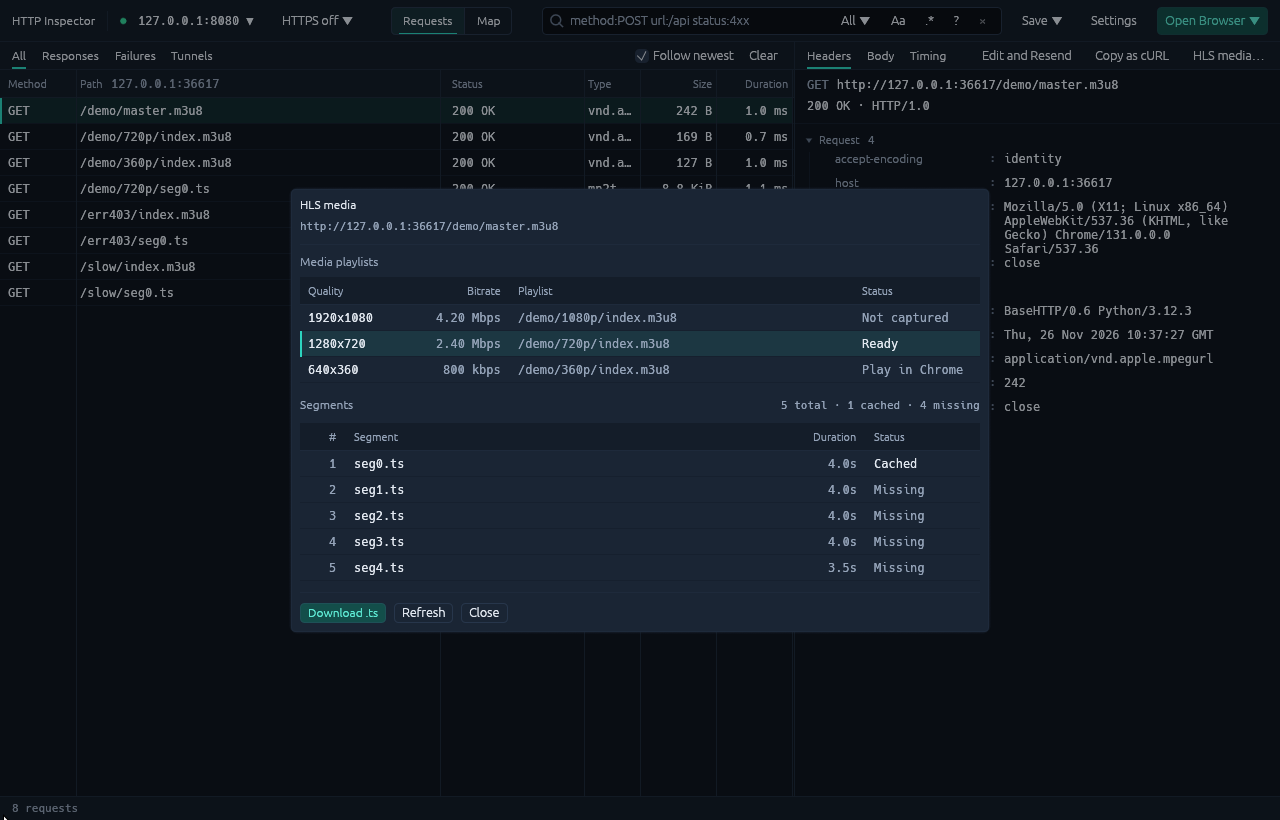 HTTP Inspector 127.0.0.1:8080 ▼ HTTPS off ▼ Requests Map method:POST url:/api status:4xx All ▼ Aa .* ? × Save ▼ Settings Open Browser ▼
All Responses Failures Tunnels Follow newest Clear Headers Body Timing Edit and Resend Copy as cURL HLS media…
Method Path 127.0.0.1:36617 Status Type Size Duration
GET /demo/master.m3u8 200 OK vnd.a… 242 B 1.0 ms
GET /demo/720p/index.m3u8 200 OK vnd.a… 169 B 0.7 ms
GET /demo/360p/index.m3u8 200 OK vnd.a… 127 B 1.0 ms
GET /demo/720p/seg0.ts 200 OK mp2t 8.8 KiB 1.1 ms
GET /err403/index.m3u8
GET /err403/seg0.ts
GET /slow/index.m3u8
GET /slow/seg0.ts
GET http://127.0.0.1:36617/demo/master.m3u8
200 OK · HTTP/1.0
Request 4
accept-encoding : identity
host : 127.0.0.1:36617
: Mozilla/5.0 (X11; Linux x86_64)
AppleWebKit/537.36 (KHTML, like
Gecko) Chrome/131.0.0.0
Safari/537.36
: close
: BaseHTTP/0.6 Python/3.12.3
: Thu, 26 Nov 2026 10:37:27 GMT
: application/vnd.apple.mpegurl
: 242
: close
HLS media
http://127.0.0.1:36617/demo/master.m3u8
Media playlists
Quality Bitrate Playlist Status
1920x1080 4.20 Mbps /demo/1080p/index.m3u8 Not captured
1280x720 2.40 Mbps /demo/720p/index.m3u8 Ready
640x360 800 kbps /demo/360p/index.m3u8 Play in Chrome
Segments 5 total · 1 cached · 4 missing
# Segment Duration Status
1 seg0.ts 4.0s Cached
2 seg1.ts 4.0s Missing
3 seg2.ts 4.0s Missing
4 seg3.ts 4.0s Missing
5 seg4.ts 3.5s Missing
Download .ts Refresh Close
8 requests